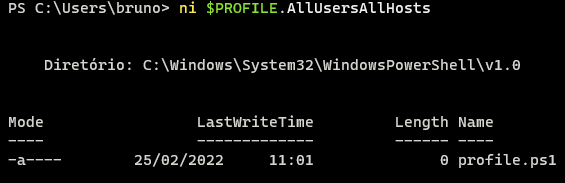 PS C:\Users\bruno> ni $PROFILE.AllUsersAllHosts
Diretório: C:\Windows\System32\WindowsPowerShell\v1.0
Mode LastWriteTime Length Name
---- ------------- ------ ----
-a---- 25/02/2022 11:01 0 profile.ps1